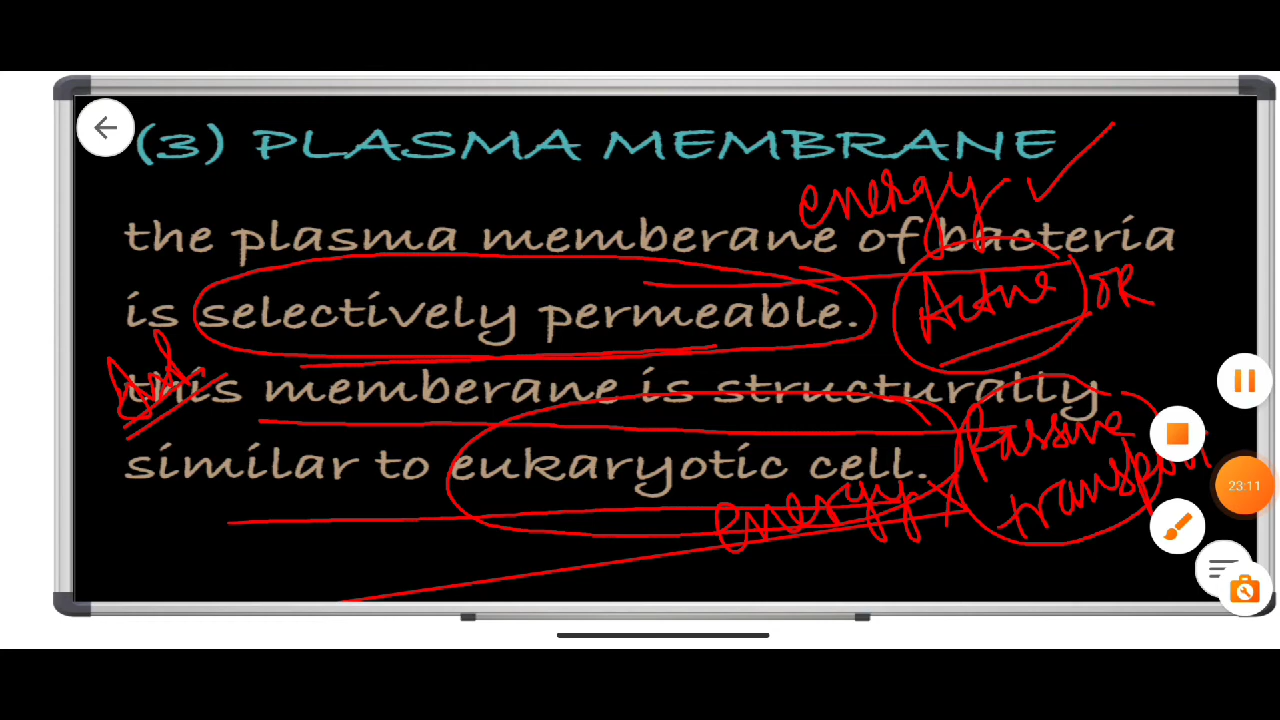 (3) PLASMA MEMBRANE
energy ✓
the plasma memberane of bacteria
is selectively permeable.
Active OR
this memberane is structurally
Passive
similar to eukaryotic cell.
transport
energy ×
23:11